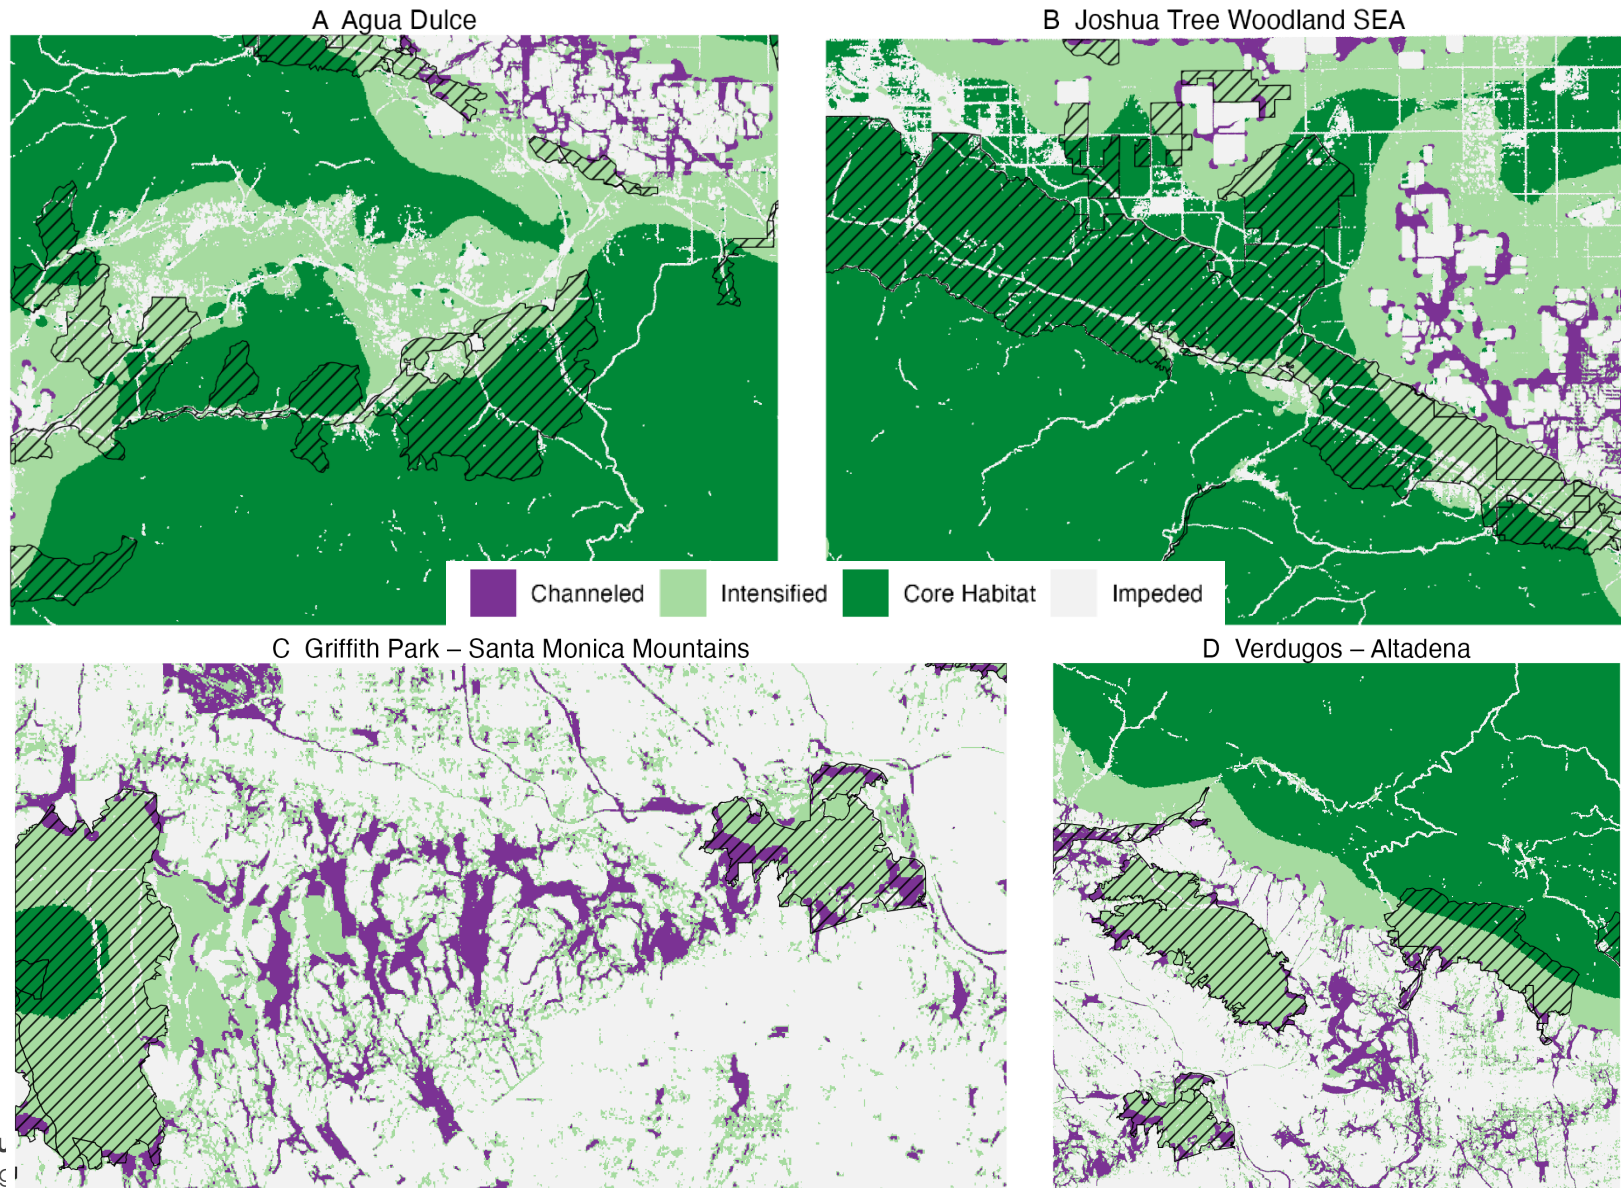 A Agua Dulce
B Joshua Tree Woodland SEA
Channeled
Intensified
Core Habitat
Impeded
C Griffith Park – Santa Monica Mountains
D Verdugos – Altadena